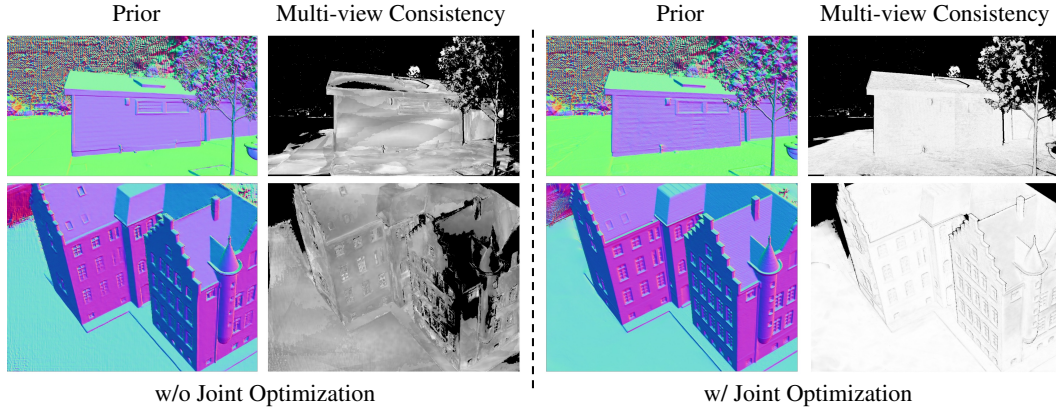 Prior Multi-view Consistency Prior Multi-view Consistency
w/o Joint Optimization w/ Joint Optimization